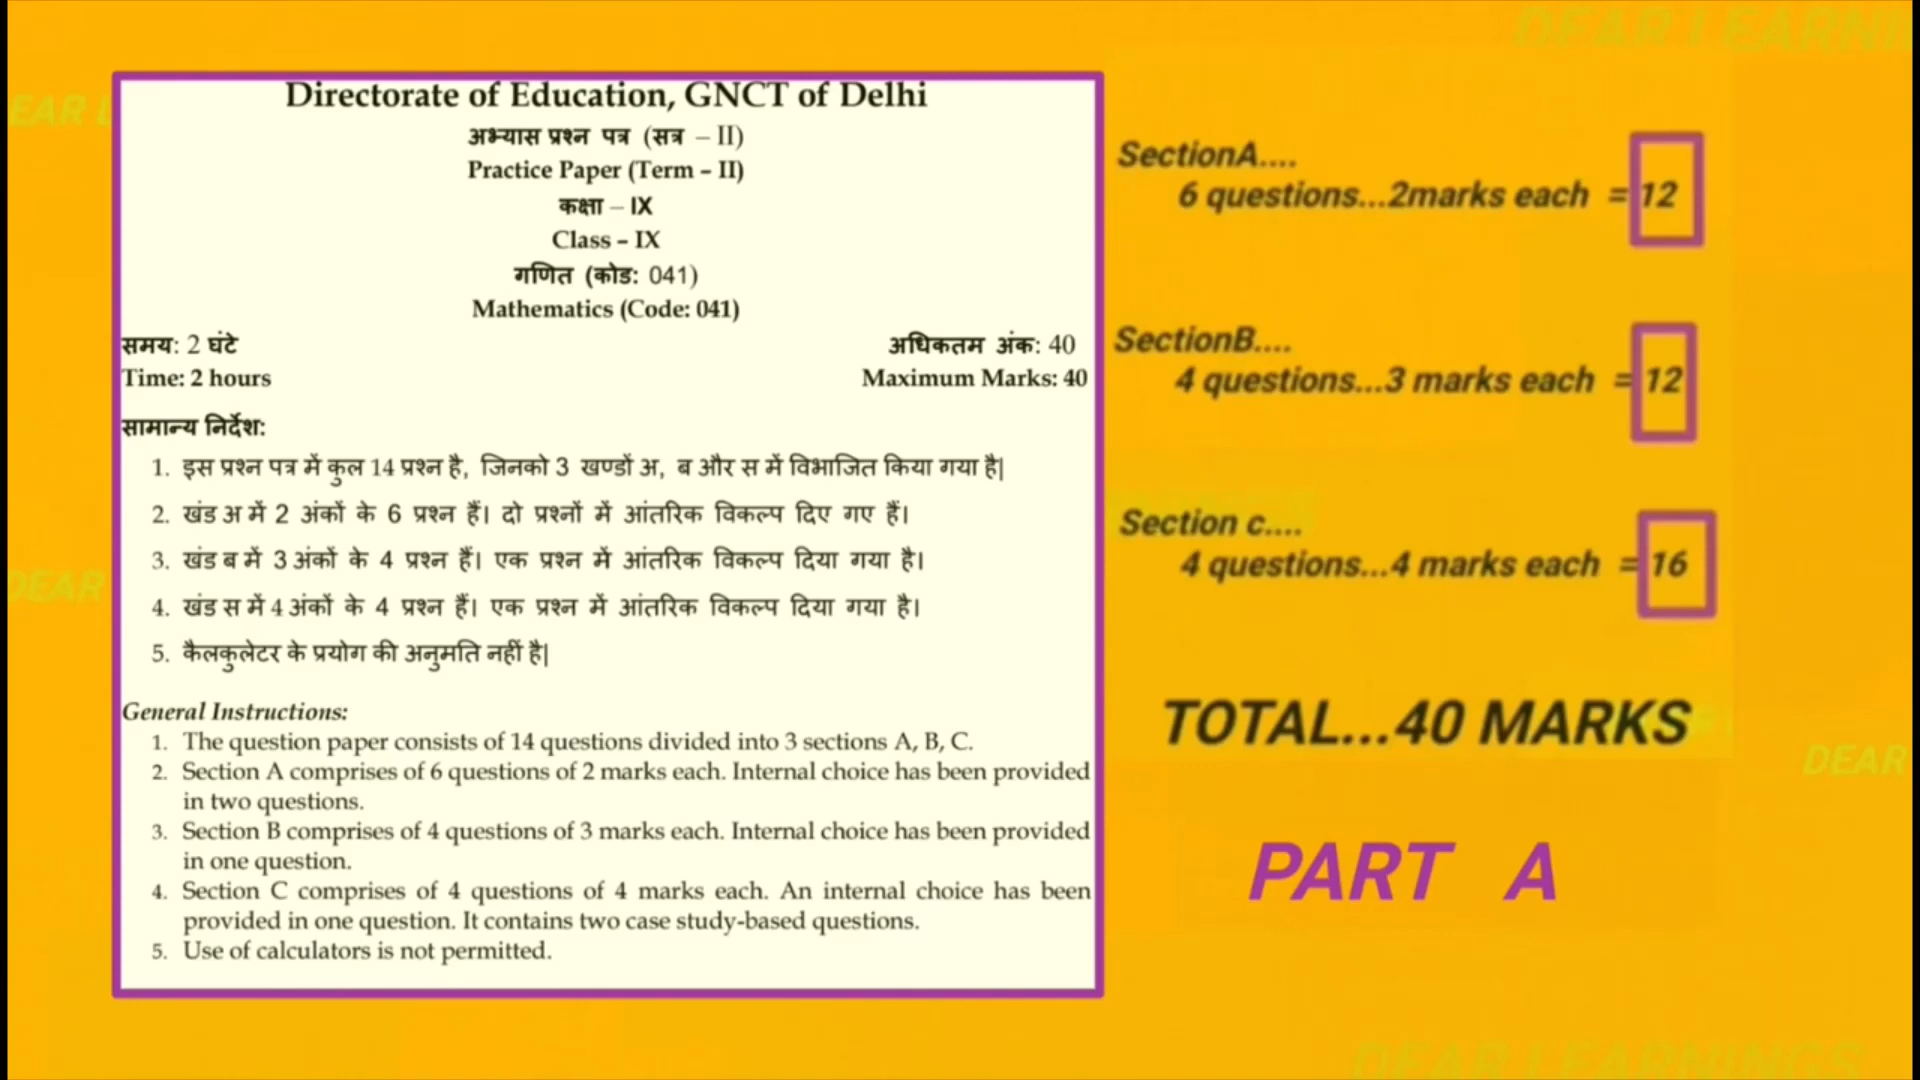 Directorate of Education, GNCT of Delhi
अभ्यास प्रश्न पत्र (सत्र – II)
Practice Paper (Term – II)
कक्षा – IX
Class – IX
गणित (कोड: 041)
Mathematics (Code: 041)
समय: 2 घंटे अधिकतम अंक: 40
Time: 2 hours Maximum Marks: 40
सामान्य निर्देश:
1. इस प्रश्न पत्र में कुल 14 प्रश्न है, जिनको 3 खण्डों अ, ब और स में विभाजित किया गया है|
2. खंड अ में 2 अंकों के 6 प्रश्न हैं। दो प्रश्नों में आंतरिक विकल्प दिए गए हैं।
3. खंड ब में 3 अंकों के 4 प्रश्न हैं। एक प्रश्न में आंतरिक विकल्प दिया गया है।
4. खंड स में 4 अंकों के 4 प्रश्न हैं। एक प्रश्न में आंतरिक विकल्प दिया गया है।
5. कैलकुलेटर के प्रयोग की अनुमति नहीं है|
General Instructions:
1. The question paper consists of 14 questions divided into 3 sections A, B, C.
2. Section A comprises of 6 questions of 2 marks each. Internal choice has been provided
in two questions.
3. Section B comprises of 4 questions of 3 marks each. Internal choice has been provided
in one question.
4. Section C comprises of 4 questions of 4 marks each. An internal choice has been
provided in one question. It contains two case study-based questions.
5. Use of calculators is not permitted.
SectionA....
6 questions...2marks each = 12
SectionB....
4 questions...3 marks each = 12
Section c....
4 questions...4 marks each = 16
TOTAL...40 MARKS
PART A
DEAR LEARNI
DEAR L
DEAR
DEAR
DEAR LEARNINGS